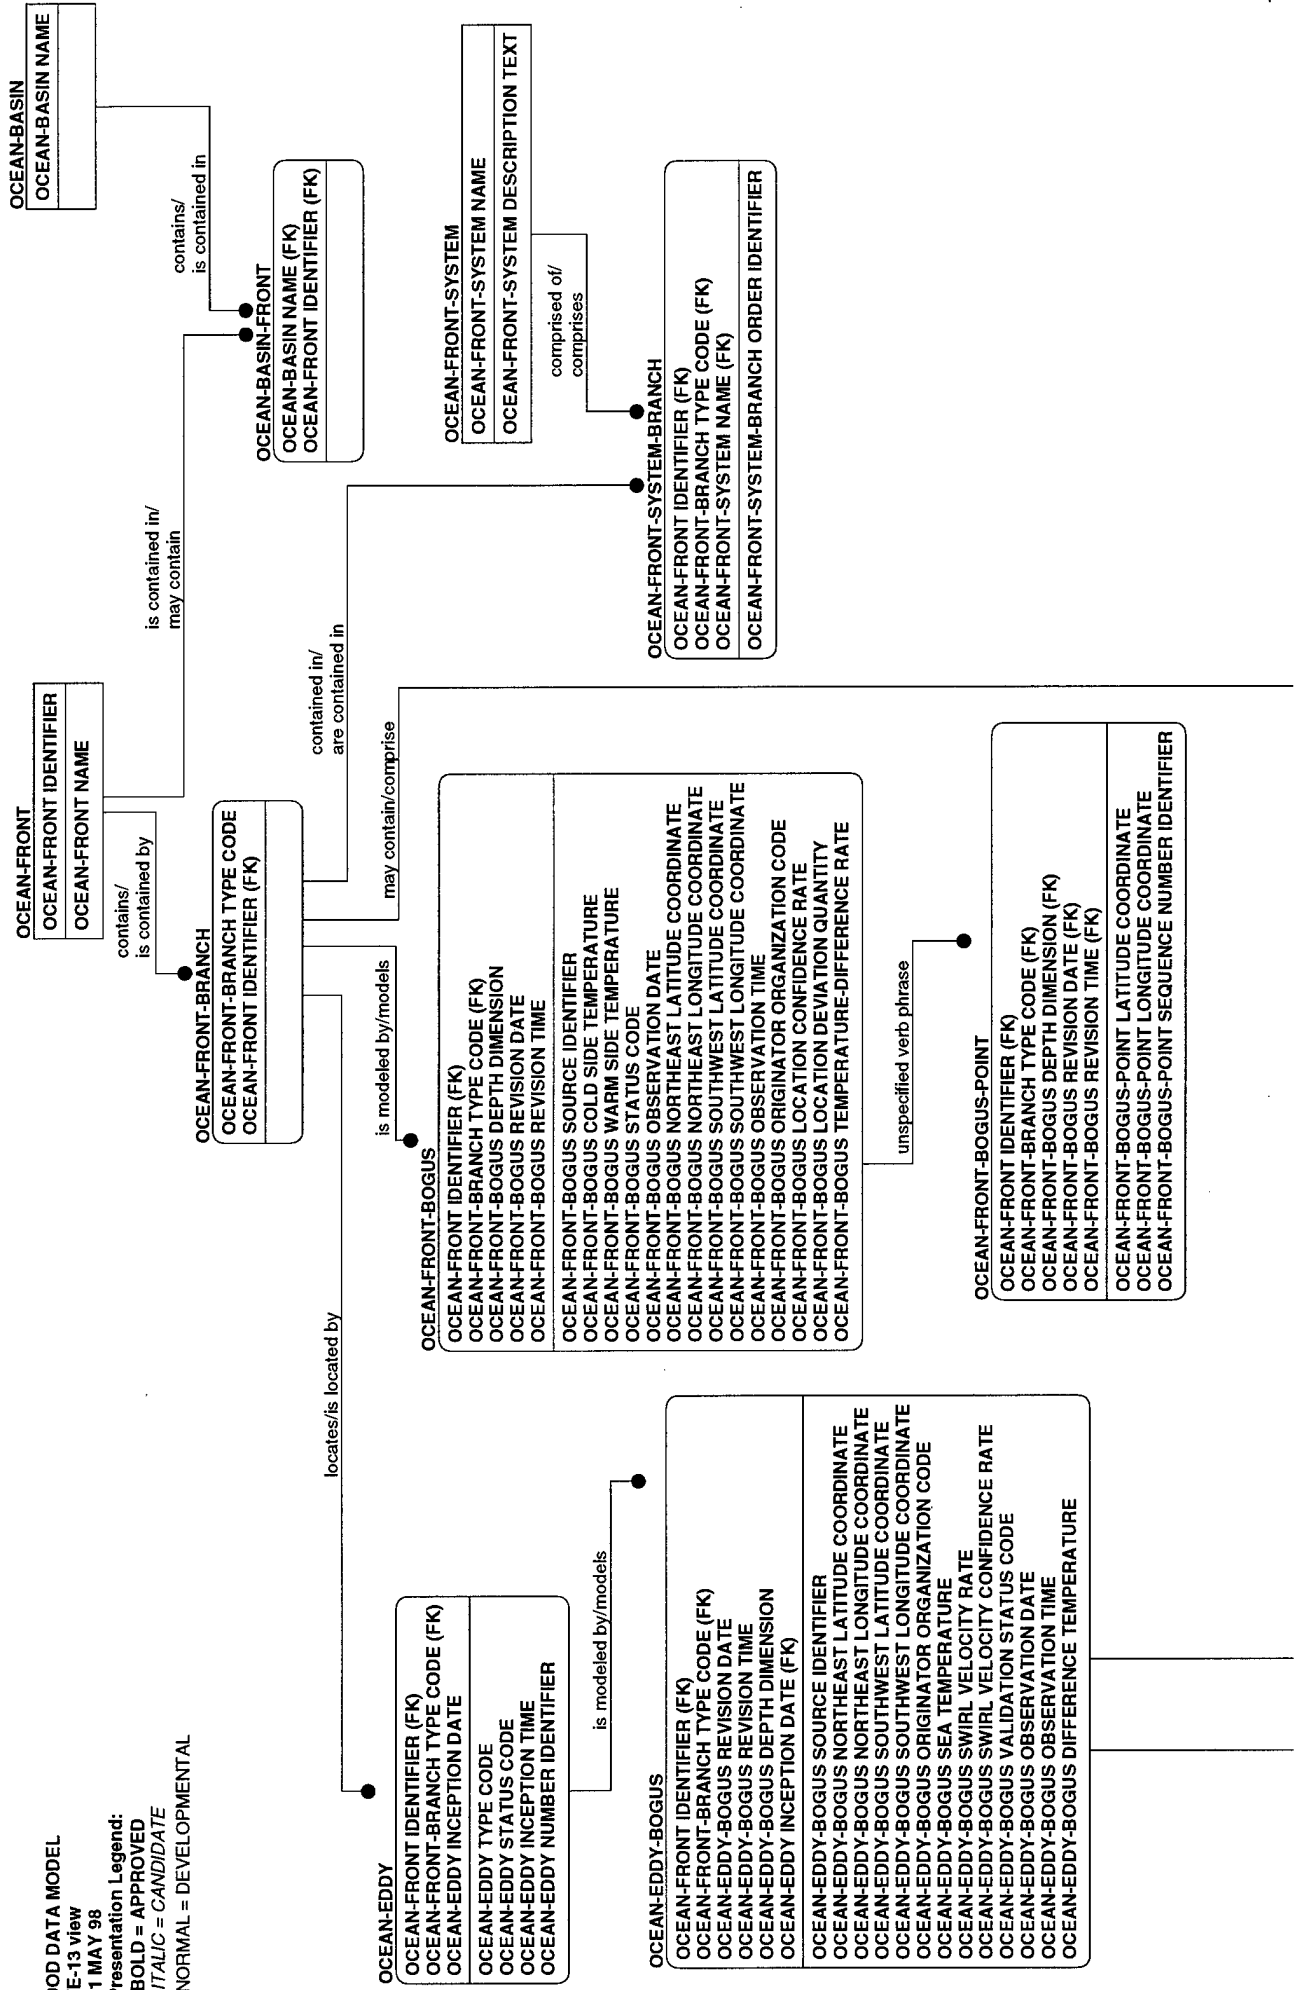 OD DATA MODEL
E-13 view
1 MAY 98
Presentation Legend:
BOLD = APPROVED
ITALIC = CANDIDATE
NORMAL = DEVELOPMENTAL
OCEAN-FRONT
OCEAN-FRONT IDENTIFIER
OCEAN-FRONT NAME
contains/
is contained by
is contained in/
may contain
OCEAN-BASIN
OCEAN-BASIN NAME
contains/
is contained in
OCEAN-BASIN-FRONT
OCEAN-BASIN NAME (FK)
OCEAN-FRONT IDENTIFIER (FK)
OCEAN-FRONT-BRANCH
OCEAN-FRONT-BRANCH TYPE CODE
OCEAN-FRONT IDENTIFIER (FK)
locates/is located by
is modeled by/models
may contain/comprise
contained in/
are contained in
OCEAN-FRONT-SYSTEM
OCEAN-FRONT-SYSTEM NAME
OCEAN-FRONT-SYSTEM DESCRIPTION TEXT
comprised of/
comprises
OCEAN-FRONT-SYSTEM-BRANCH
OCEAN-FRONT IDENTIFIER (FK)
OCEAN-FRONT-BRANCH TYPE CODE (FK)
OCEAN-FRONT-SYSTEM NAME (FK)
OCEAN-FRONT-SYSTEM-BRANCH ORDER IDENTIFIER
OCEAN-EDDY
OCEAN-FRONT IDENTIFIER (FK)
OCEAN-FRONT-BRANCH TYPE CODE (FK)
OCEAN-EDDY INCEPTION DATE
OCEAN-EDDY TYPE CODE
OCEAN-EDDY STATUS CODE
OCEAN-EDDY INCEPTION TIME
OCEAN-EDDY NUMBER IDENTIFIER
is modeled by/models
OCEAN-FRONT-BOGUS
OCEAN-FRONT IDENTIFIER (FK)
OCEAN-FRONT-BRANCH TYPE CODE (FK)
OCEAN-FRONT-BOGUS DEPTH DIMENSION
OCEAN-FRONT-BOGUS REVISION DATE
OCEAN-FRONT-BOGUS REVISION TIME
OCEAN-FRONT-BOGUS SOURCE IDENTIFIER
OCEAN-FRONT-BOGUS COLD SIDE TEMPERATURE
OCEAN-FRONT-BOGUS WARM SIDE TEMPERATURE
OCEAN-FRONT-BOGUS STATUS CODE
OCEAN-FRONT-BOGUS OBSERVATION DATE
OCEAN-FRONT-BOGUS NORTHEAST LATITUDE COORDINATE
OCEAN-FRONT-BOGUS NORTHEAST LONGITUDE COORDINATE
OCEAN-FRONT-BOGUS SOUTHWEST LATITUDE COORDINATE
OCEAN-FRONT-BOGUS SOUTHWEST LONGITUDE COORDINATE
OCEAN-FRONT-BOGUS OBSERVATION TIME
OCEAN-FRONT-BOGUS ORIGINATOR ORGANIZATION CODE
OCEAN-FRONT-BOGUS LOCATION CONFIDENCE RATE
OCEAN-FRONT-BOGUS LOCATION DEVIATION QUANTITY
OCEAN-FRONT-BOGUS TEMPERATURE-DIFFERENCE RATE
unspecified verb phrase
OCEAN-EDDY-BOGUS
OCEAN-FRONT IDENTIFIER (FK)
OCEAN-FRONT-BRANCH TYPE CODE (FK)
OCEAN-EDDY-BOGUS REVISION DATE
OCEAN-EDDY-BOGUS REVISION TIME
OCEAN-EDDY-BOGUS DEPTH DIMENSION
OCEAN-EDDY INCEPTION DATE (FK)
OCEAN-EDDY-BOGUS SOURCE IDENTIFIER
OCEAN-EDDY-BOGUS NORTHEAST LATITUDE COORDINATE
OCEAN-EDDY-BOGUS NORTHEAST LONGITUDE COORDINATE
OCEAN-EDDY-BOGUS SOUTHWEST LATITUDE COORDINATE
OCEAN-EDDY-BOGUS SOUTHWEST LONGITUDE COORDINATE
OCEAN-EDDY-BOGUS ORIGINATOR ORGANIZATION CODE
OCEAN-EDDY-BOGUS SEA TEMPERATURE
OCEAN-EDDY-BOGUS SWIRL VELOCITY RATE
OCEAN-EDDY-BOGUS SWIRL VELOCITY CONFIDENCE RATE
OCEAN-EDDY-BOGUS VALIDATION STATUS CODE
OCEAN-EDDY-BOGUS OBSERVATION DATE
OCEAN-EDDY-BOGUS OBSERVATION TIME
OCEAN-EDDY-BOGUS DIFFERENCE TEMPERATURE
OCEAN-FRONT-BOGUS-POINT
OCEAN-FRONT IDENTIFIER (FK)
OCEAN-FRONT-BRANCH TYPE CODE (FK)
OCEAN-FRONT-BOGUS DEPTH DIMENSION (FK)
OCEAN-FRONT-BOGUS REVISION DATE (FK)
OCEAN-FRONT-BOGUS REVISION TIME (FK)
OCEAN-FRONT-BOGUS-POINT LATITUDE COORDINATE
OCEAN-FRONT-BOGUS-POINT LONGITUDE COORDINATE
OCEAN-FRONT-BOGUS-POINT SEQUENCE NUMBER IDENTIFIER